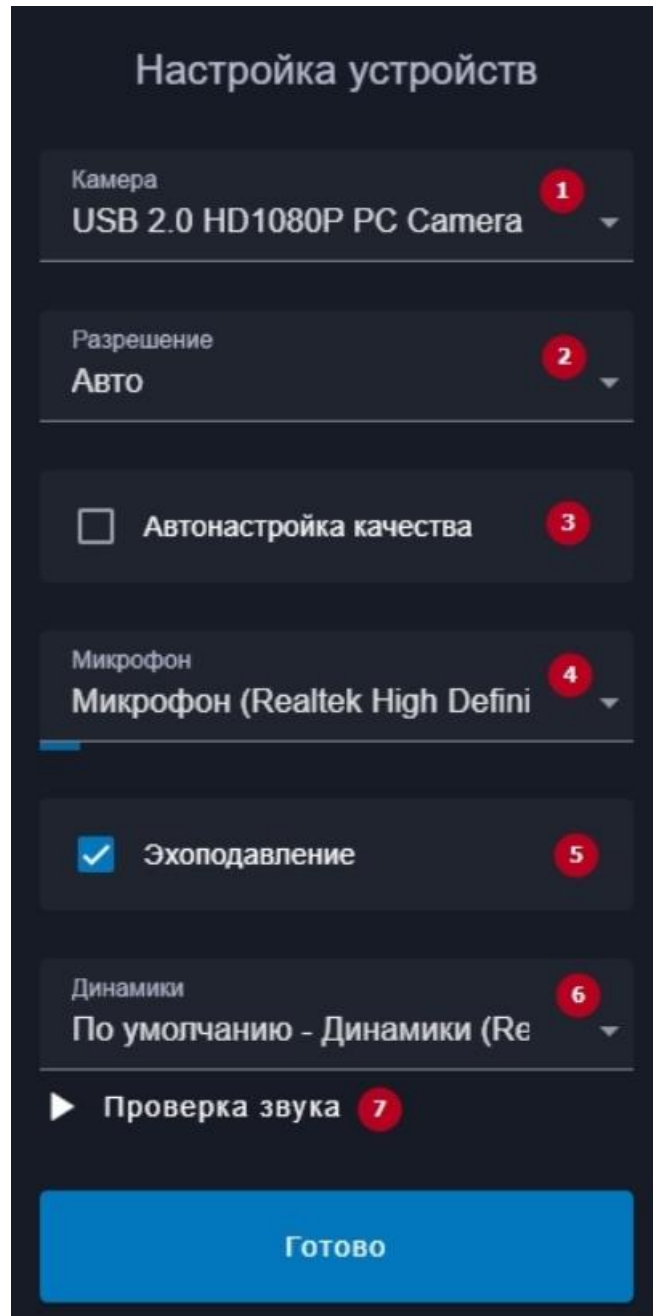 Настройка устройств
Камера
1
USB 2.0 HD1080P PC Camera
Разрешение
2
Авто
Автонастройка качества 3
Микрофон
4
Микрофон (Realtek High Defini
Эхоподавление 5
Динамики
6
По умолчанию - Динамики (Re
Проверка звука 7
Готово